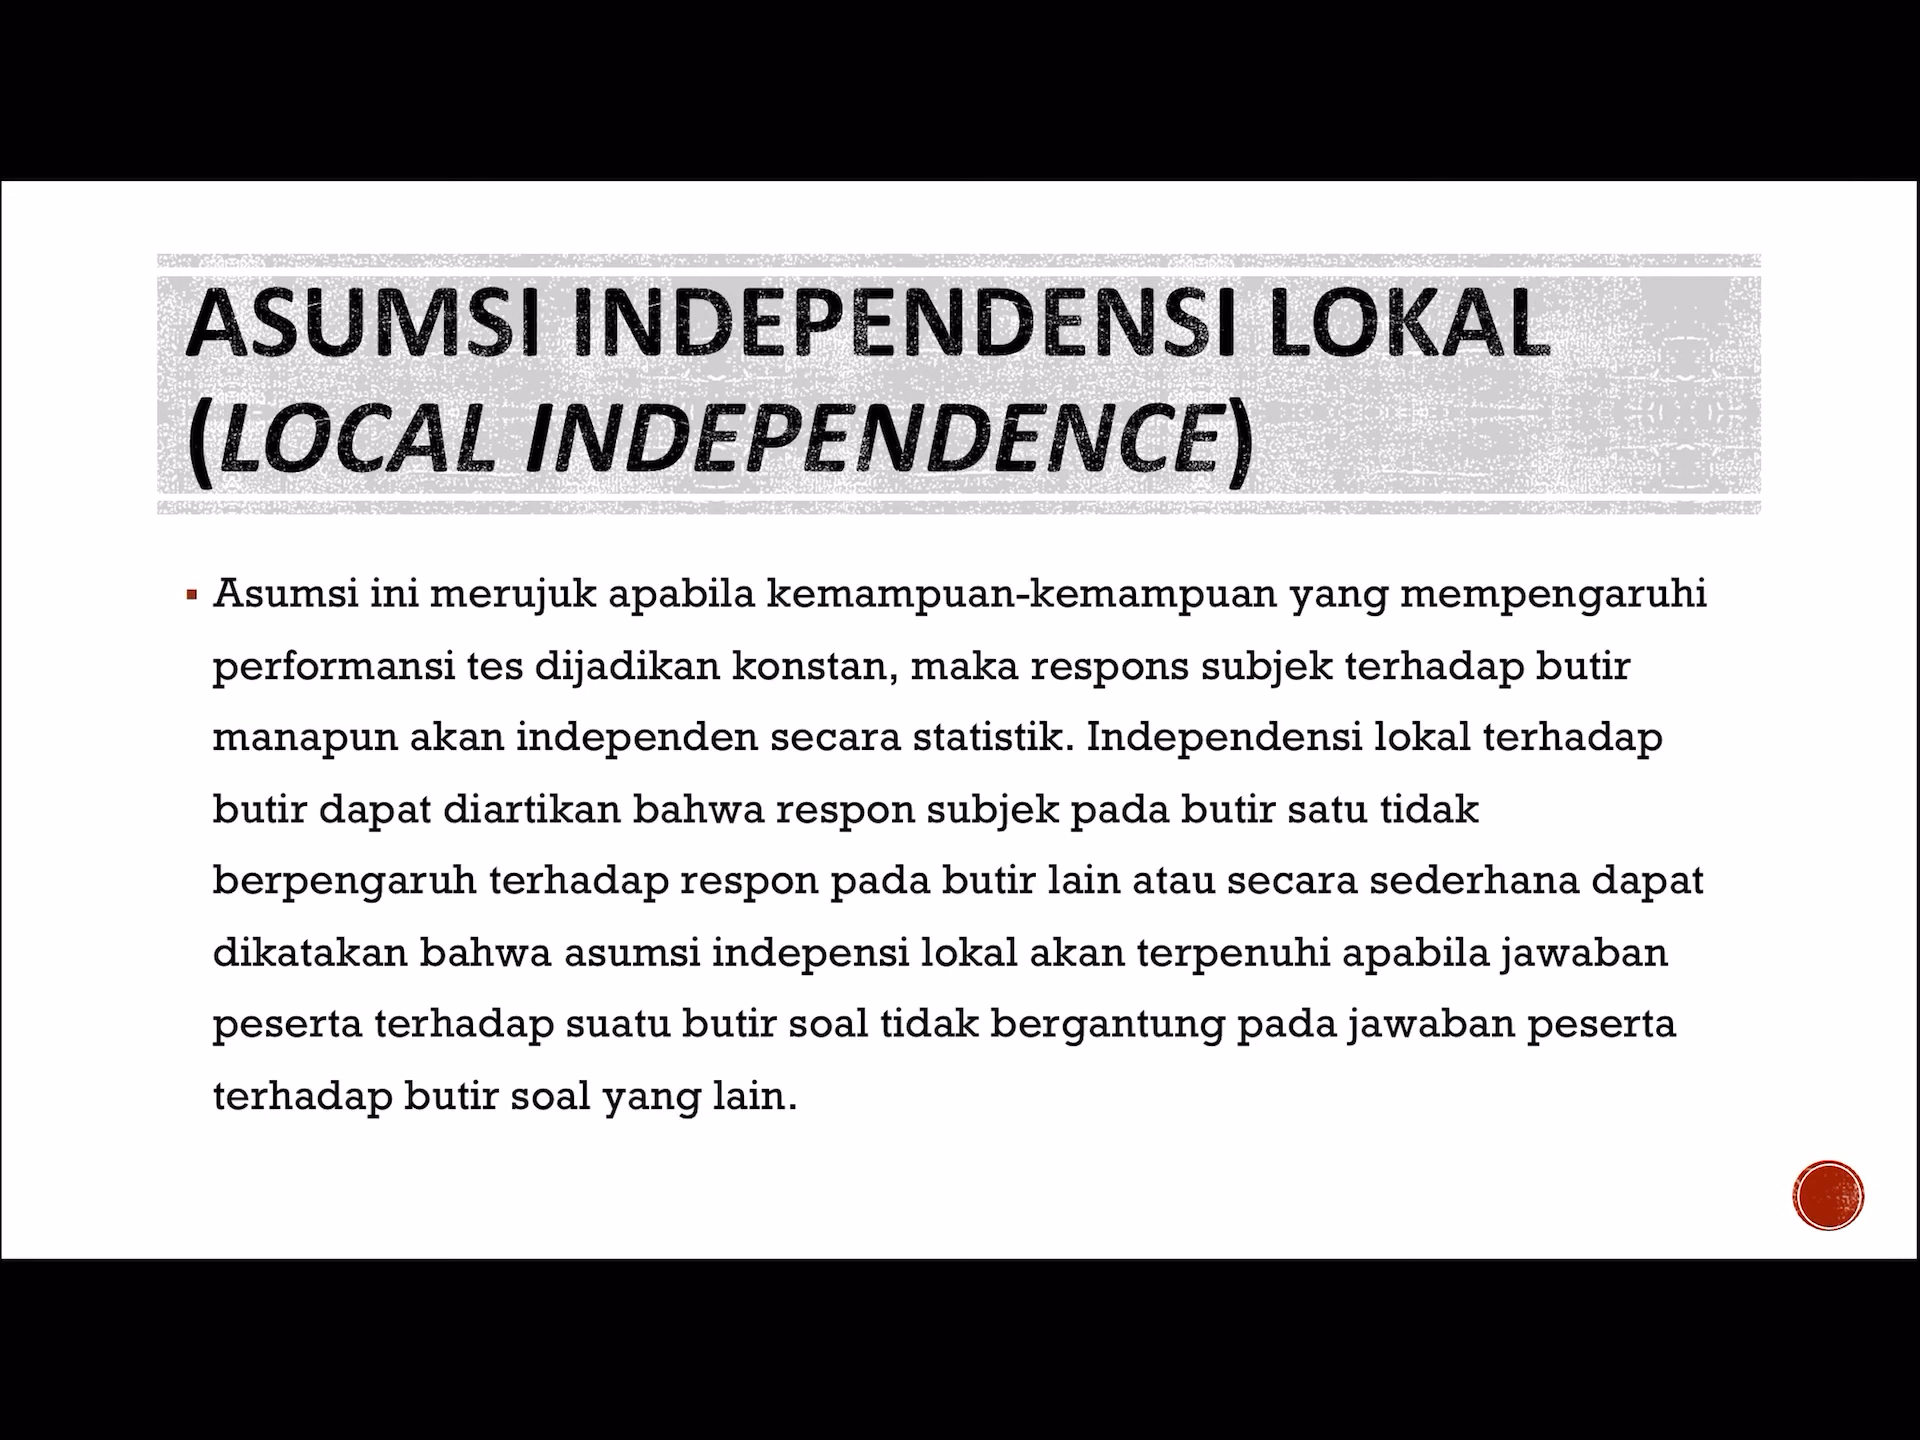 ASUMSI INDEPENDENSI LOKAL
(LOCAL INDEPENDENCE)
▪ Asumsi ini merujuk apabila kemampuan-kemampuan yang mempengaruhi
performansi tes dijadikan konstan, maka respons subjek terhadap butir
manapun akan independen secara statistik. Independensi lokal terhadap
butir dapat diartikan bahwa respon subjek pada butir satu tidak
berpengaruh terhadap respon pada butir lain atau secara sederhana dapat
dikatakan bahwa asumsi indepensi lokal akan terpenuhi apabila jawaban
peserta terhadap suatu butir soal tidak bergantung pada jawaban peserta
terhadap butir soal yang lain.